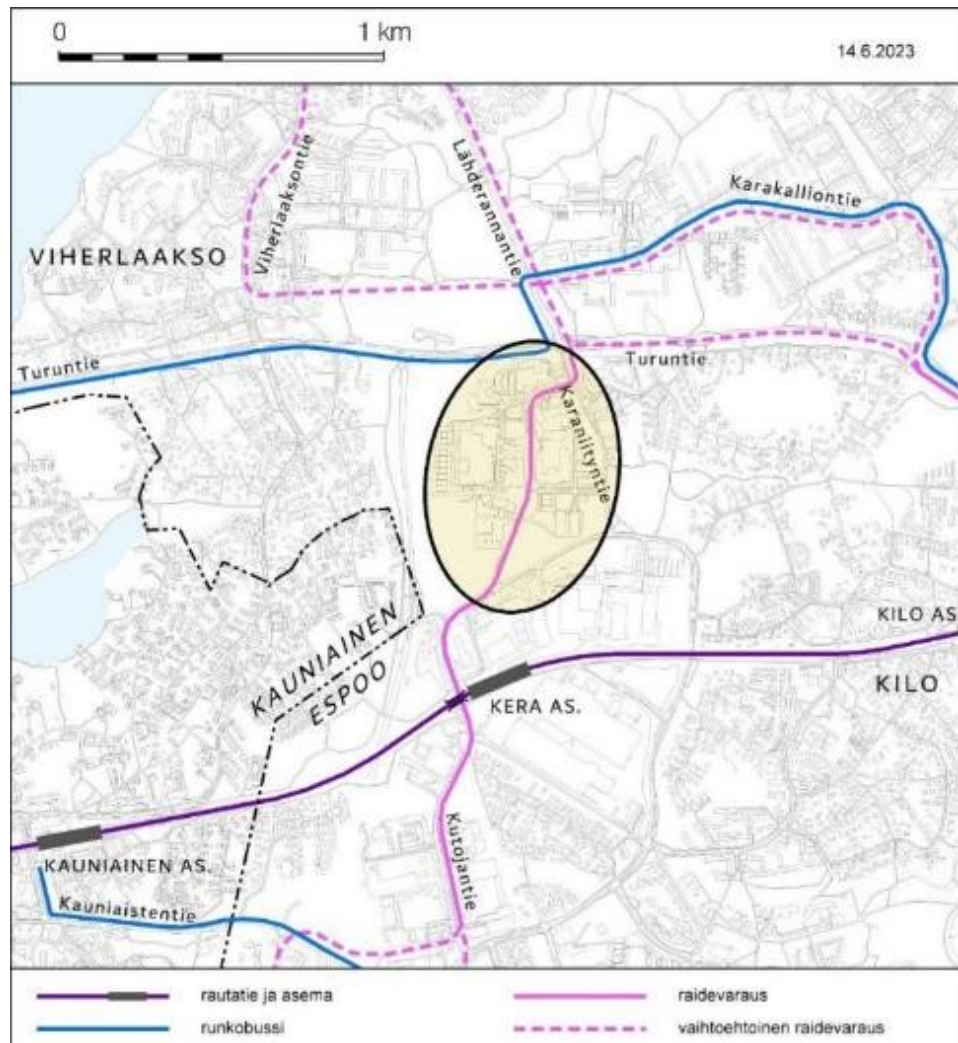 0 1 km
14.6.2023
Viherlaaksontie
Lähderannantie
Karakalliontie
VIHERLAAKSO
Turuntie
Turuntie
Karaniityntie
KAUNIAINEN
ESPOO
KILO AS.
KILO
KERA AS.
Kutojantie
KAUNIAINEN AS.
Kauniaistentie
rautatie ja asema
raidevaraus
runkobussi
vaihtoehtoinen raidevaraus